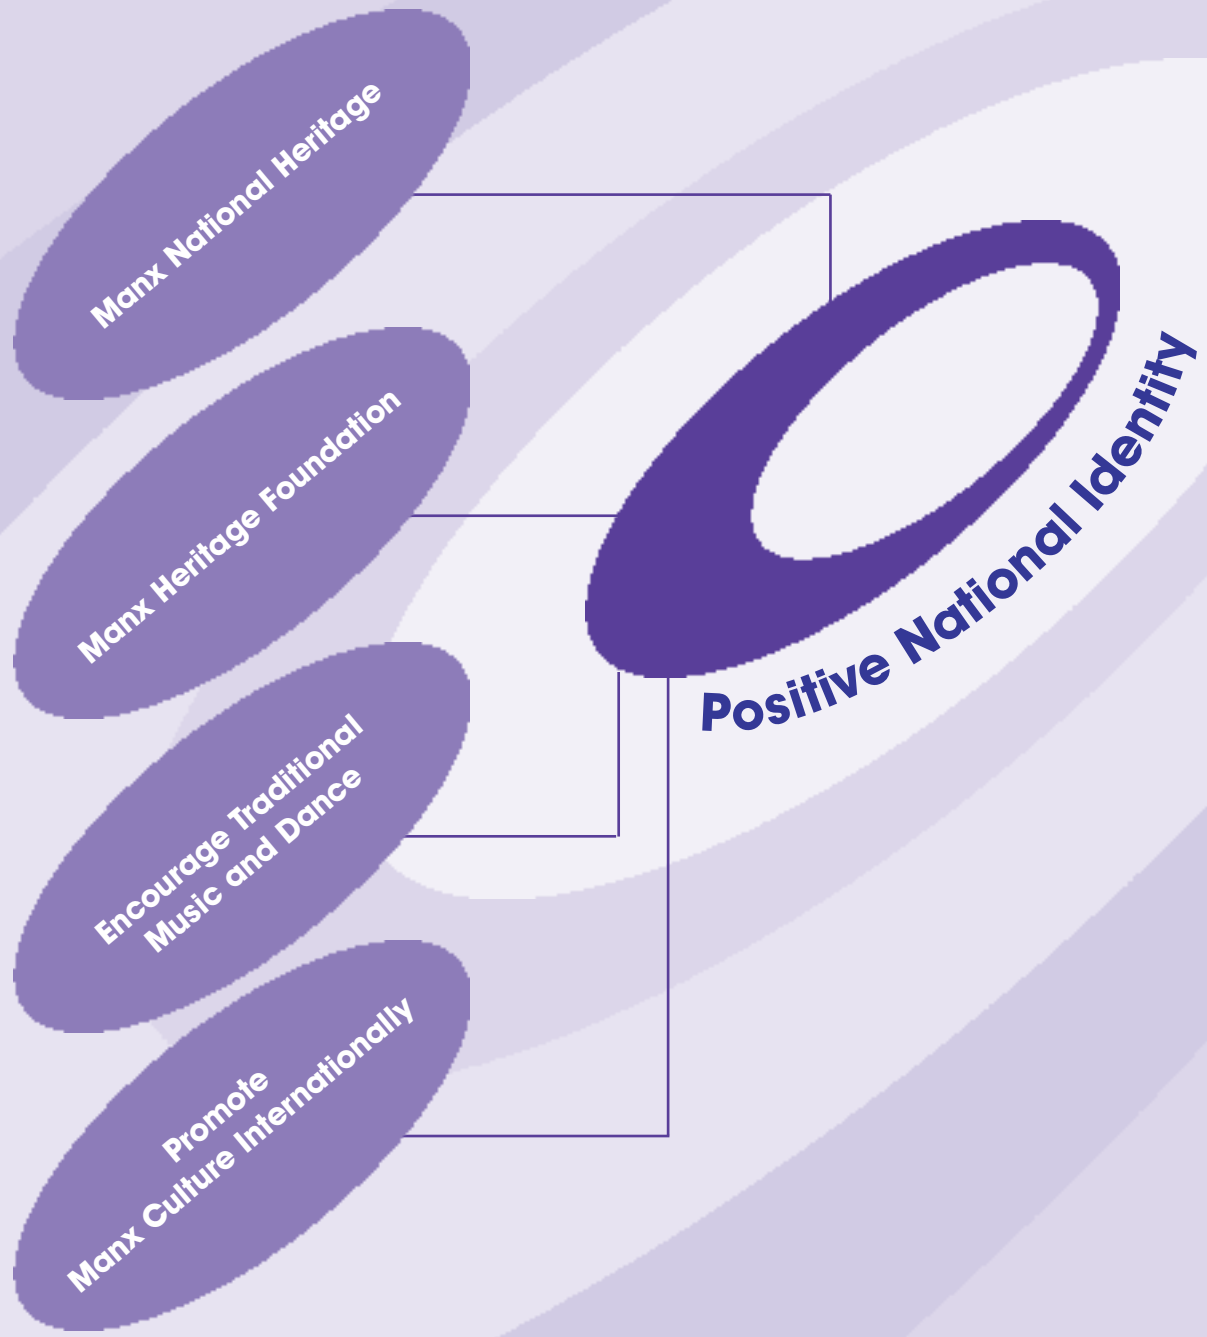 Manx National Heritage
Manx Heritage Foundation
Encourage Traditional
Music and Dance
Promote
Manx Culture Internationally
Positive National Identity